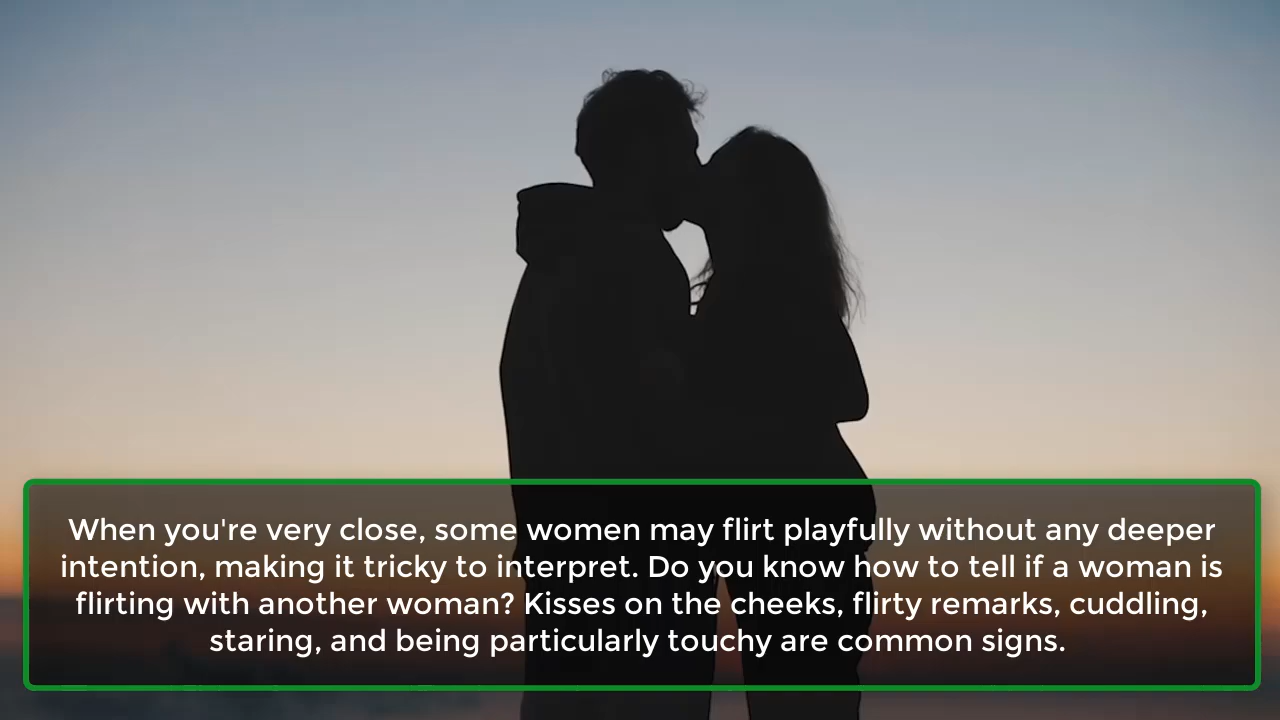 When you're very close, some women may flirt playfully without any deeper
intention, making it tricky to interpret. Do you know how to tell if a woman is
flirting with another woman? Kisses on the cheeks, flirty remarks, cuddling,
staring, and being particularly touchy are common signs.